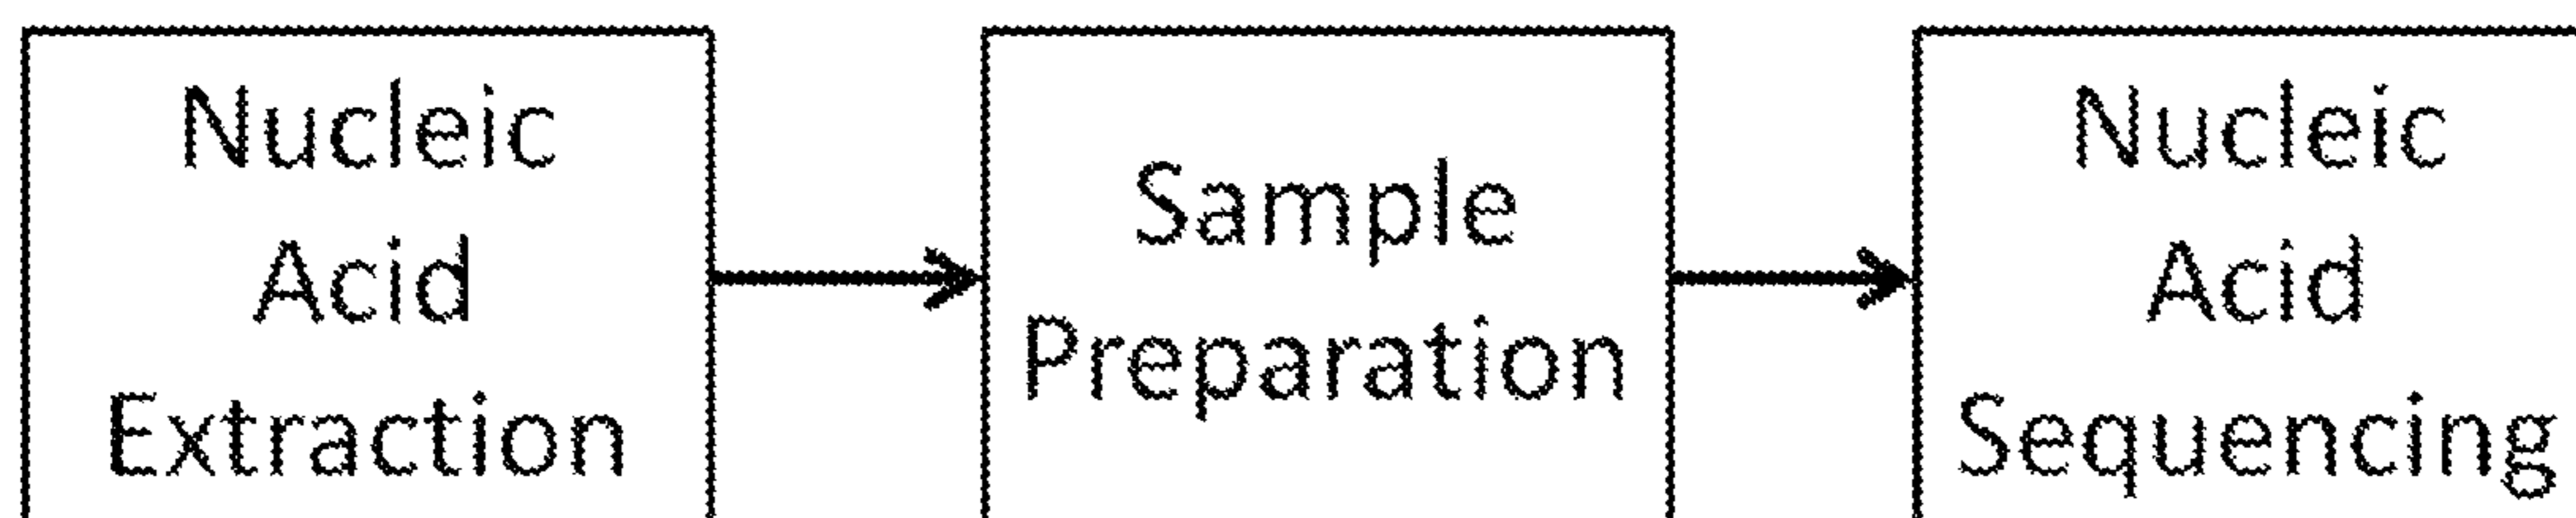 Nucleic
Acid
Extraction
Sample
Preparation
Nucleic
Acid
Sequencing